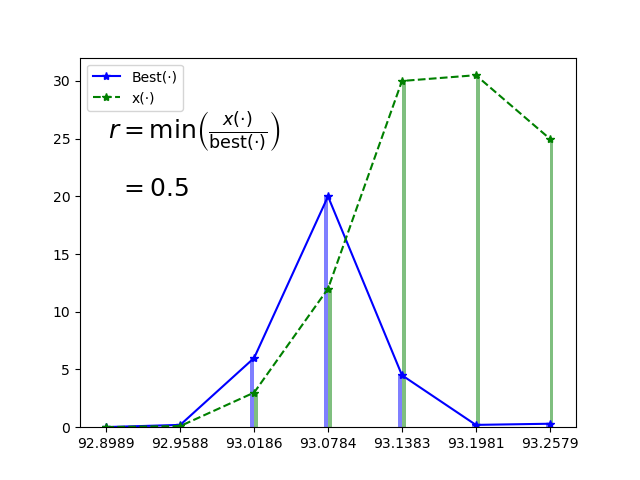 Best(·)
x(·)
r = min(x(·)/best(·))
= 0.5
30
25
20
15
10
5
0
92.8989 92.9588 93.0186 93.0784 93.1383 93.1981 93.2579